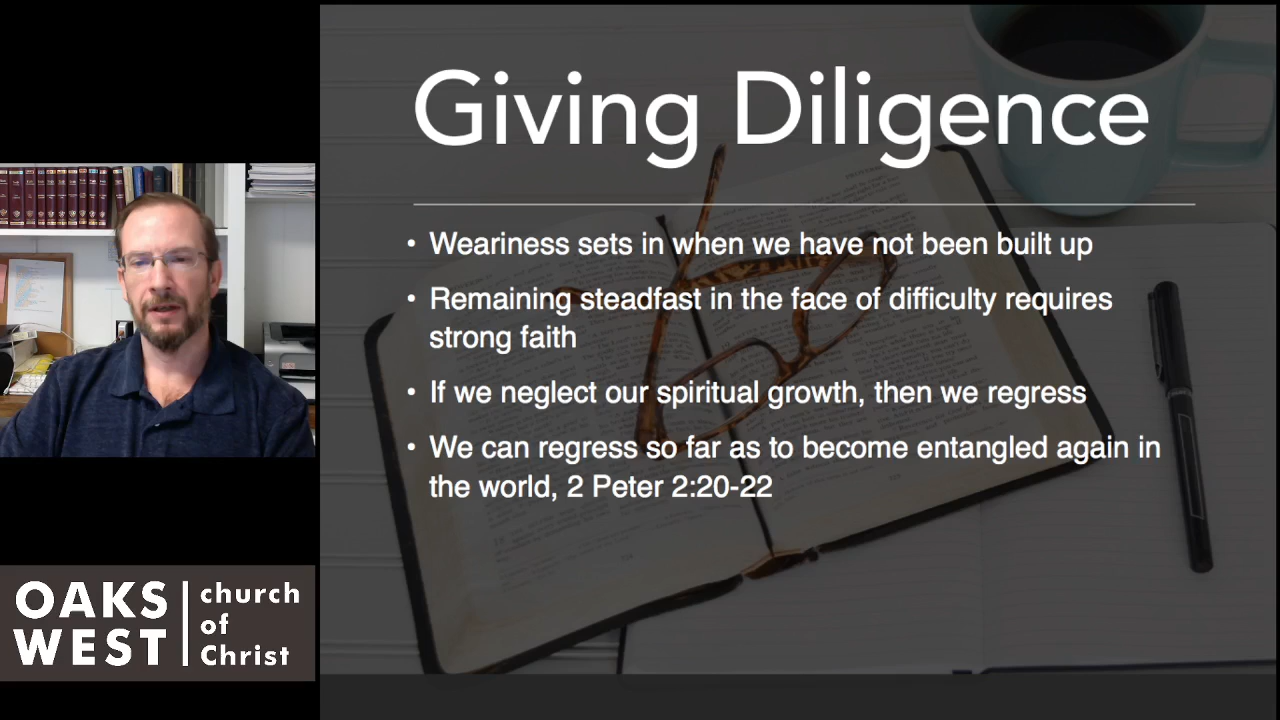 Giving Diligence
• Weariness sets in when we have not been built up
• Remaining steadfast in the face of difficulty requires
strong faith
• If we neglect our spiritual growth, then we regress
• We can regress so far as to become entangled again in
the world, 2 Peter 2:20-22
OAKS
WEST
church
of
Christ